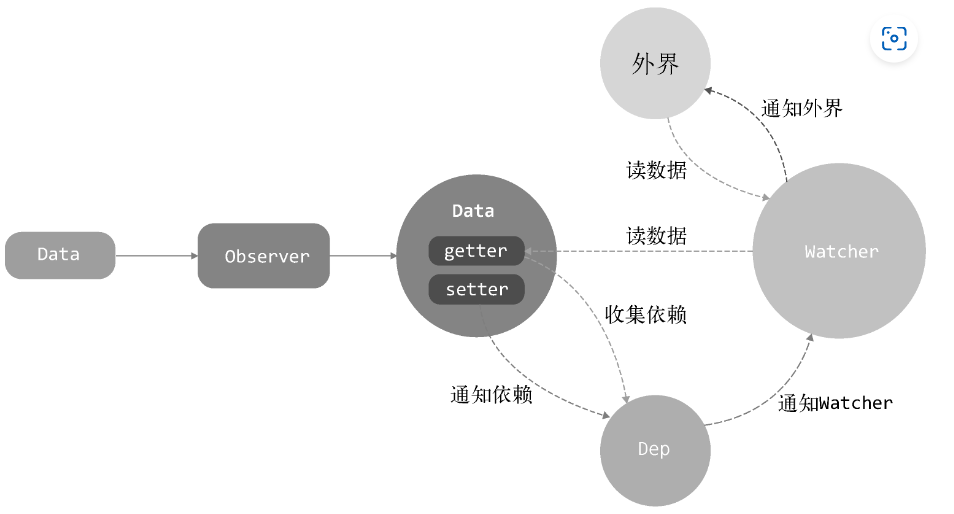 外界
通知外界
读数据
Data
getter
setter
读数据
Watcher
Data
Observer
收集依赖
通知依赖
通知Watcher
Dep